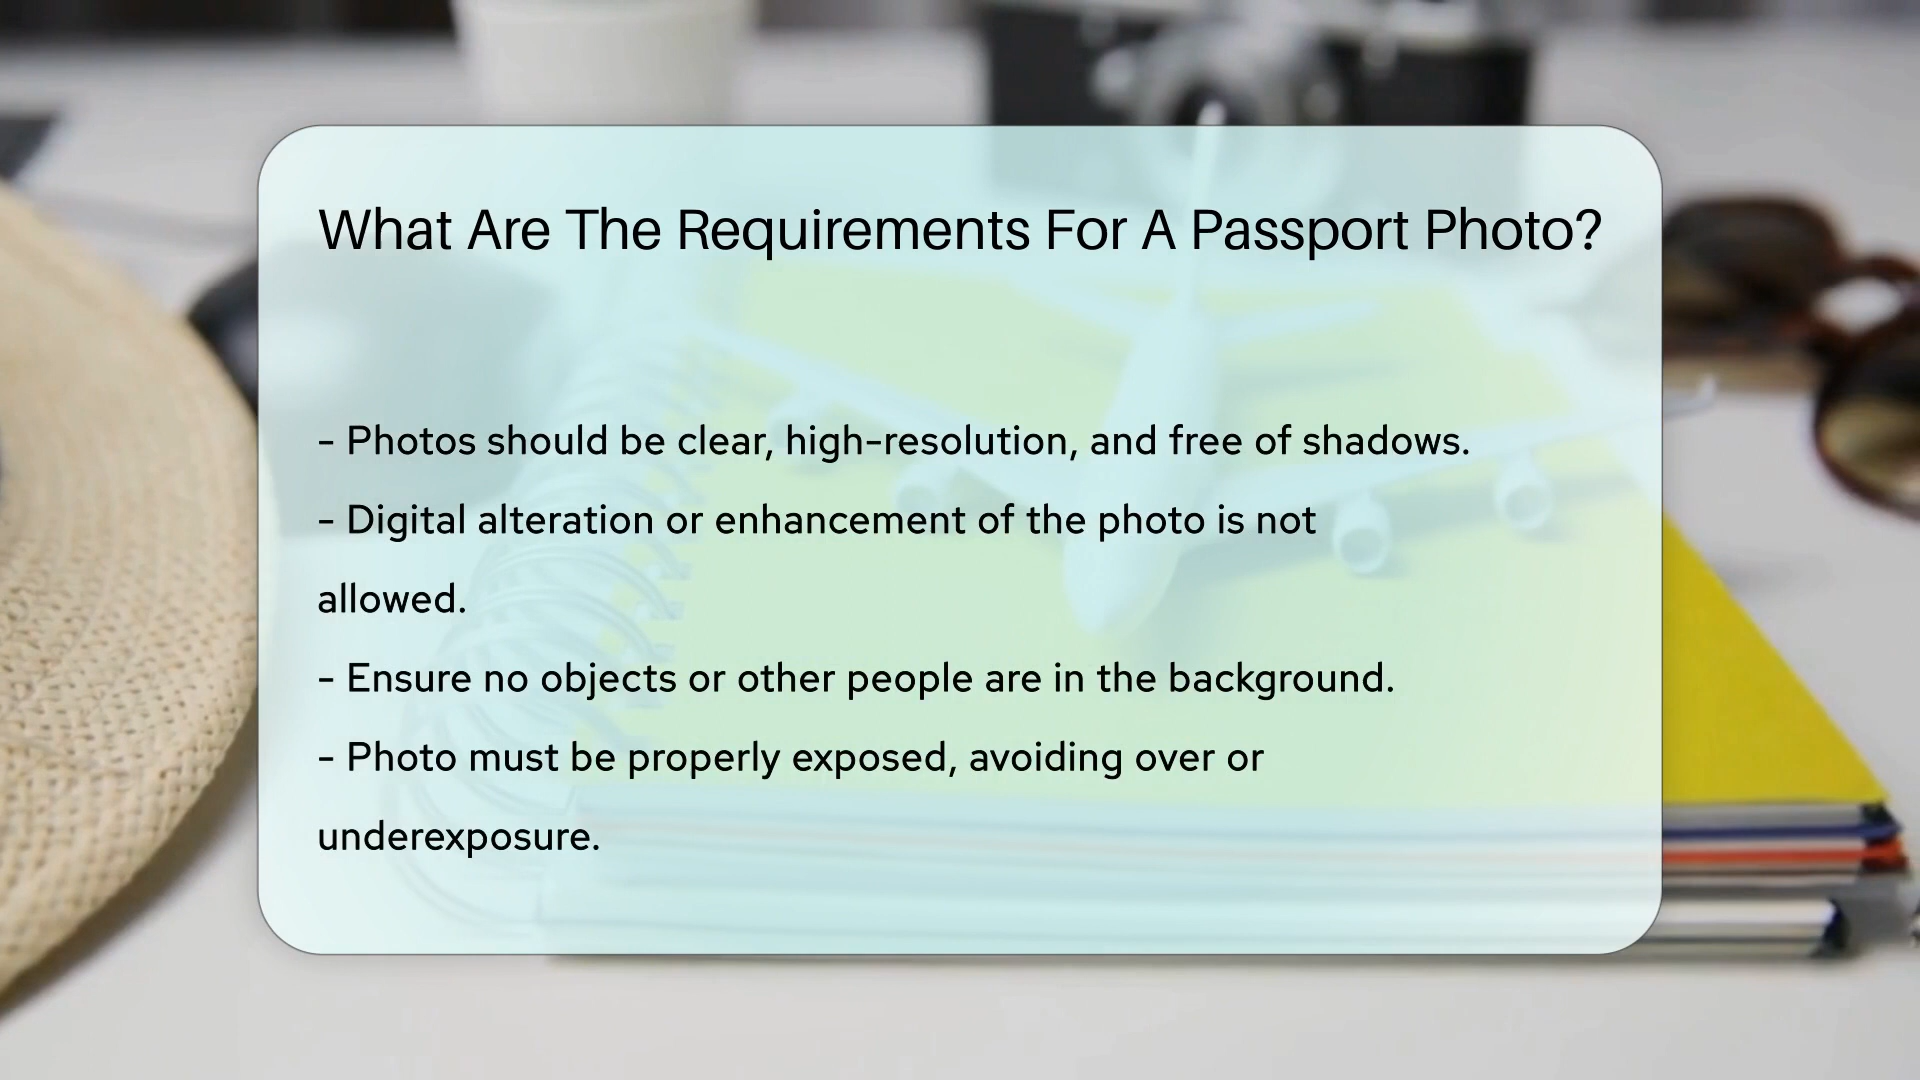 What Are The Requirements For A Passport Photo?
- Photos should be clear, high-resolution, and free of shadows.
- Digital alteration or enhancement of the photo is not
allowed.
- Ensure no objects or other people are in the background.
- Photo must be properly exposed, avoiding over or
underexposure.